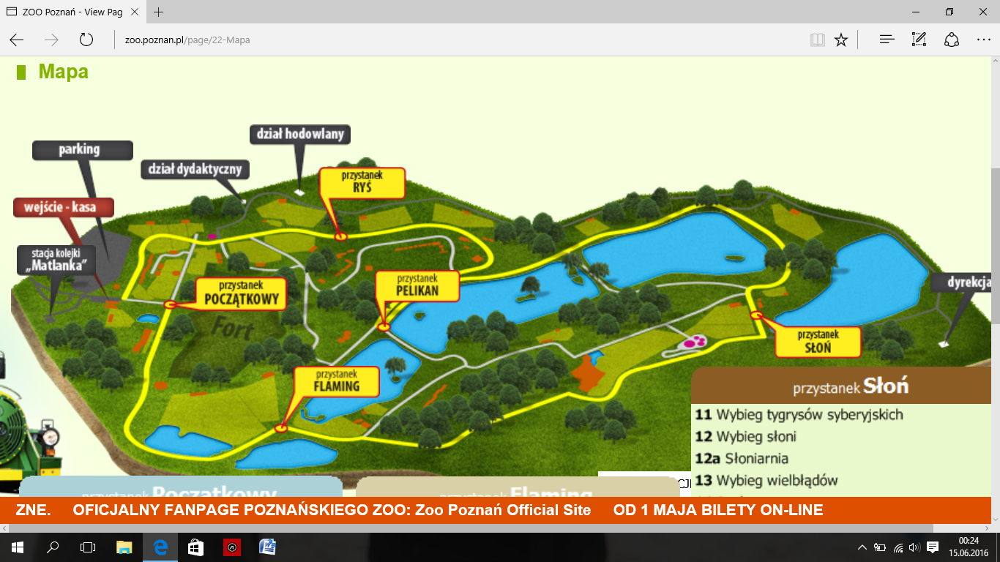 ZOO Poznań - View Pag
zoo.poznan.pl/page/22-Mapa
Mapa
dział hodowlany
parking
dział dydaktyczny
przystanek
RYŚ
wejście - kasa
stacja kolejki
„Matlanka”
przystanek
PELIKAN
przystanek
POCZĄTKOWY
dyrekcja
Fort
przystanek
SŁOŃ
przystanek
FLAMING
przystanek Słoń
11 Wybieg tygrysów syberyjskich
12 Wybieg słoni
12a Słoniarnia
13 Wybieg wielbłądów
przystanek Początkowy
przystanek Flaming
ZNE. OFICJALNY FANPAGE POZNAŃSKIEGO ZOO: Zoo Poznań Official Site OD 1 MAJA BILETY ON-LINE
00:24
15.06.2016